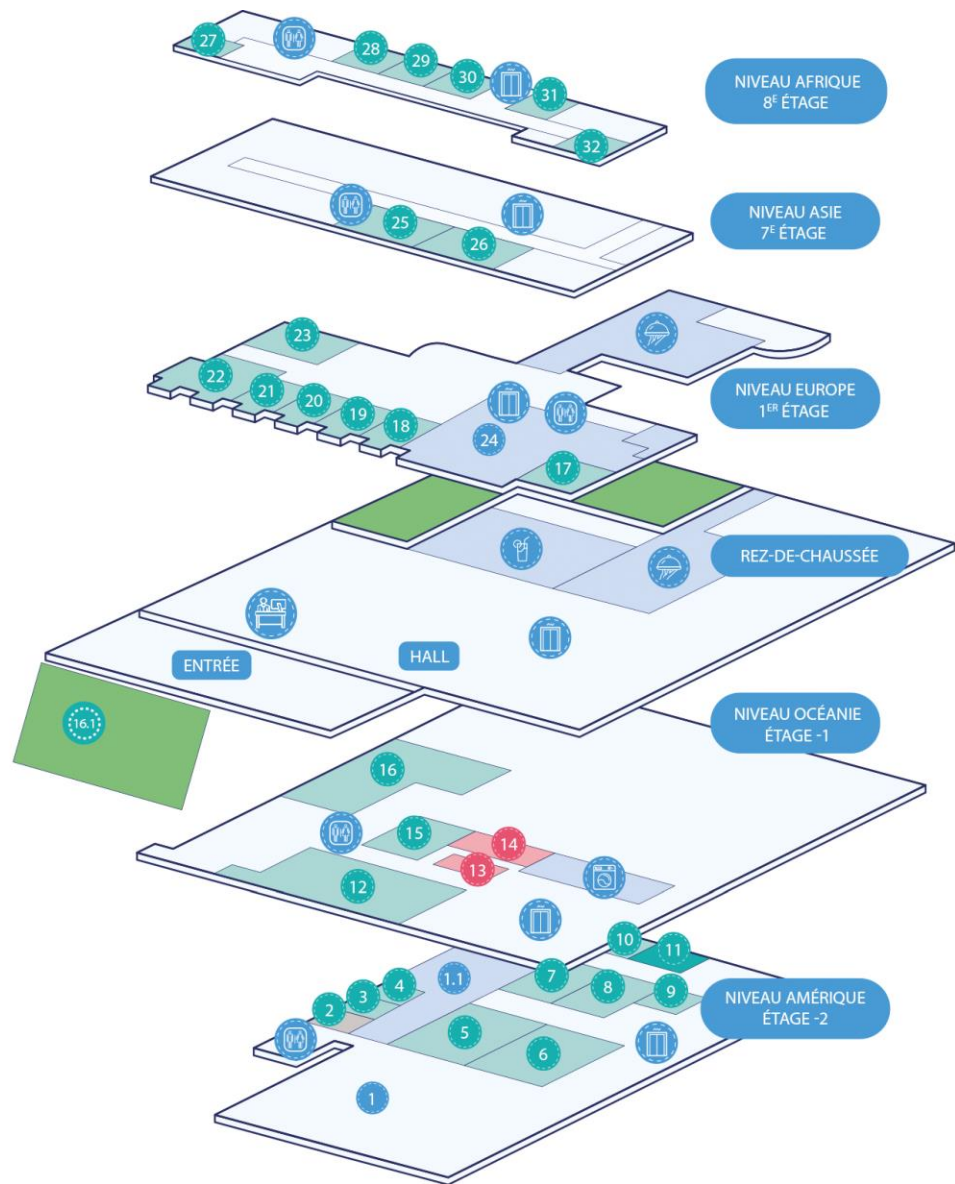 27
28
29
30
31
32
NIVEAU AFRIQUE
8E ÉTAGE
25
26
NIVEAU ASIE
7E ÉTAGE
23
22
21
20
19
18
24
17
NIVEAU EUROPE
1ER ÉTAGE
REZ-DE-CHAUSSÉE
HALL
ENTRÉE
16.1
NIVEAU OCÉANIE
ÉTAGE -1
16
15
14
13
12
10
11
1.1
7
8
9
4
3
2
5
6
NIVEAU AMÉRIQUE
ÉTAGE -2
1